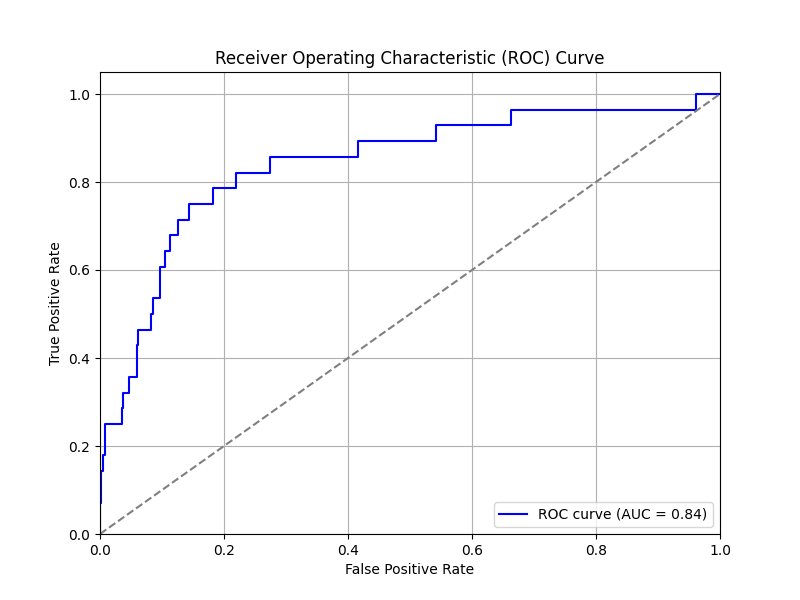 Receiver Operating Characteristic (ROC) Curve
True Positive Rate
1.0
0.8
0.6
0.4
0.2
0.0
ROC curve (AUC = 0.84)
0.0 0.2 0.4 0.6 0.8 1.0
False Positive Rate